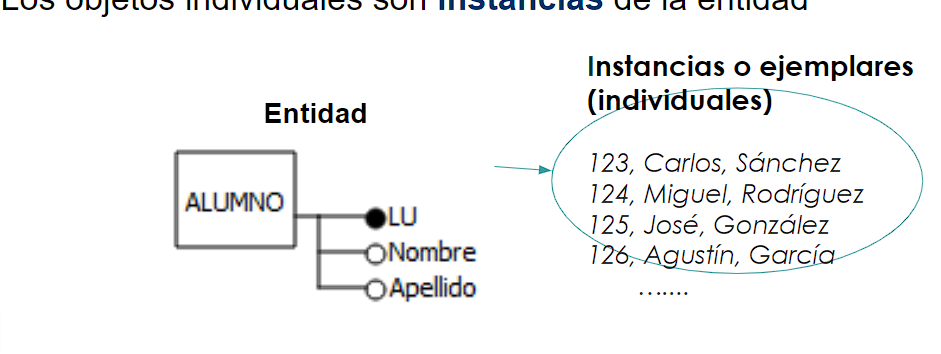 Los objetos individuales son instancias de la entidad
Instancias o ejemplares
(individuales)
Entidad
ALUMNO
LU
Nombre
Apellido
123, Carlos, Sánchez
124, Miguel, Rodríguez
125, José, González
126, Agustín, García
.......